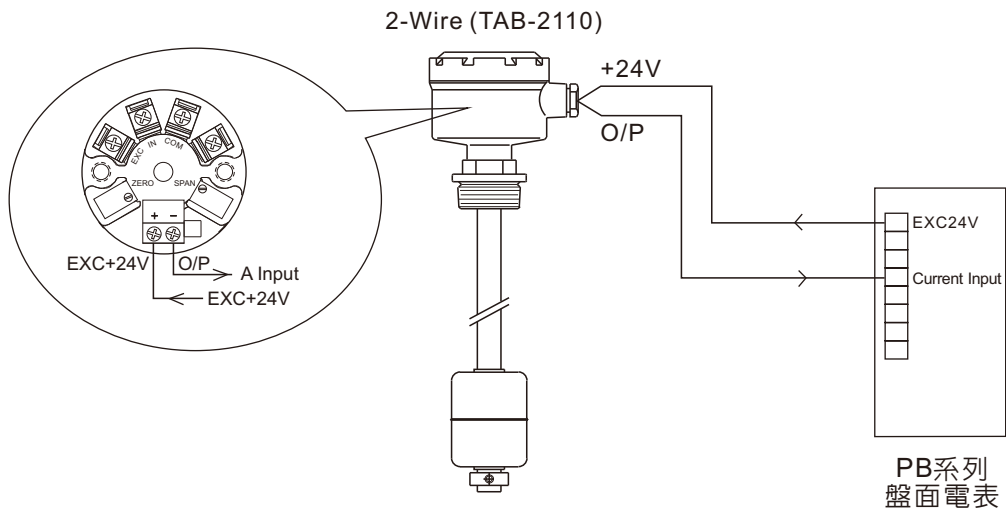 2-Wire (TAB-2110)
+24V
O/P
EXC IN COM
ZERO SPAN
+ −
EXC+24V O/P
A Input
EXC+24V
EXC24V
Current Input
PB系列
盤面電表